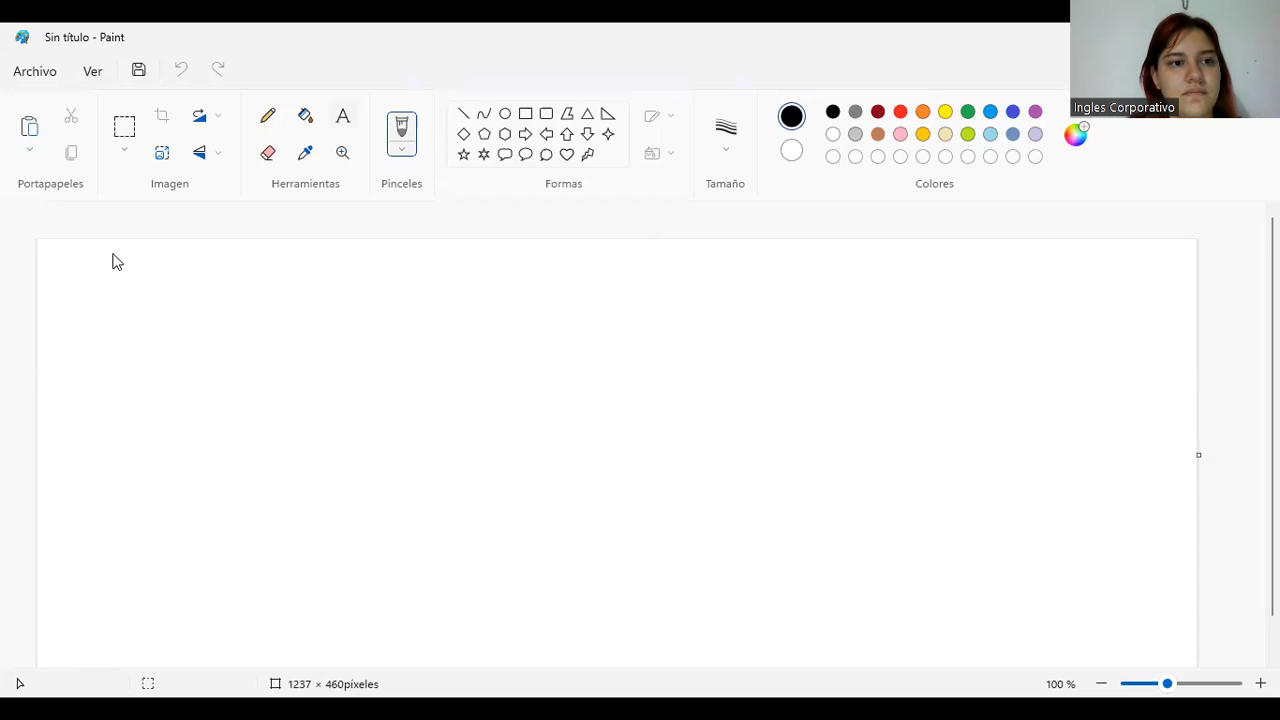 Sin título - Paint
Archivo Ver
Ingles Corporativo
A
Portapapeles Imagen Herramientas Pinceles Formas Tamaño Colores
1237 × 460píxeles 100 %